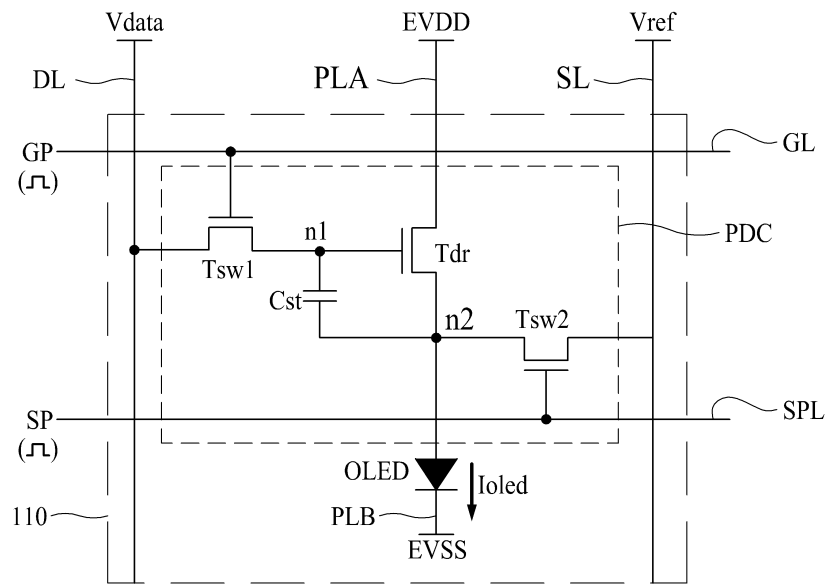 Vdata EVDD Vref
DL PLA SL
GP GL
(⎍)
PDC
n1
Tsw1 Tdr
Cst
n2 Tsw2
SP SPL
(⎍)
OLED Ioled
110 PLB
EVSS